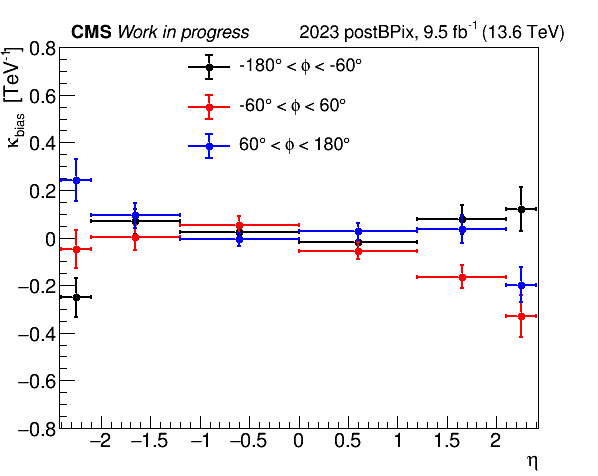 CMS Work in progress 2023 postBPix, 9.5 fb⁻¹ (13.6 TeV)
κbias [TeV⁻¹]
-180° < ϕ < -60°
-60° < ϕ < 60°
60° < ϕ < 180°
0.8
0.6
0.4
0.2
0
−0.2
−0.4
−0.6
−0.8
−2 −1.5 −1 −0.5 0 0.5 1 1.5 2
η